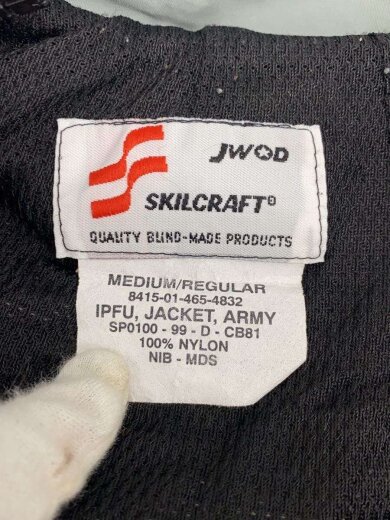 JWOD
SKILCRAFT®
QUALITY BLIND-MADE PRODUCTS
MEDIUM/REGULAR
8415-01-465-4832
IPFU, JACKET, ARMY
SP0100 - 99 - D - CB81
100% NYLON
NIB - MDS